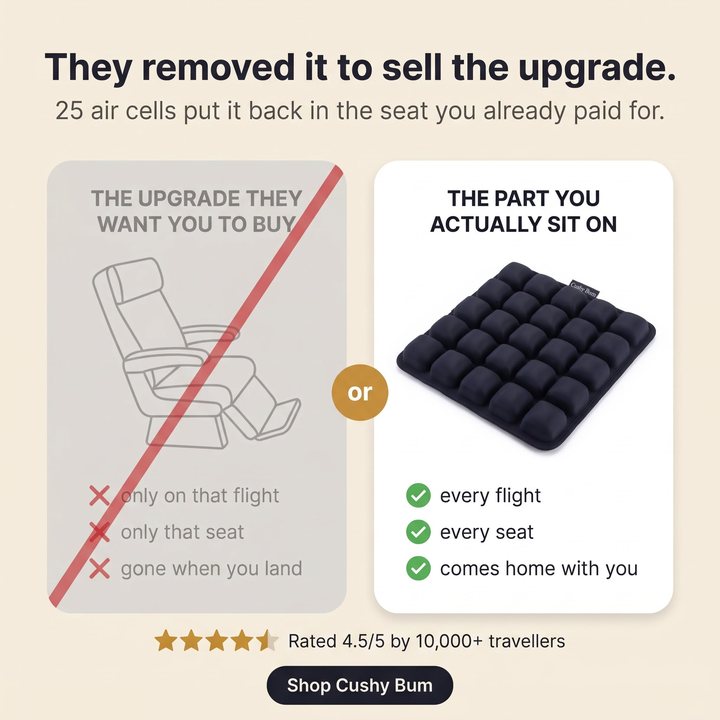 They removed it to sell the upgrade.
25 air cells put it back in the seat you already paid for.
THE UPGRADE THEY
WANT YOU TO BUY
only on that flight
only that seat
gone when you land
or
THE PART YOU
ACTUALLY SIT ON
Cushy Bum
every flight
every seat
comes home with you
Rated 4.5/5 by 10,000+ travellers
Shop Cushy Bum